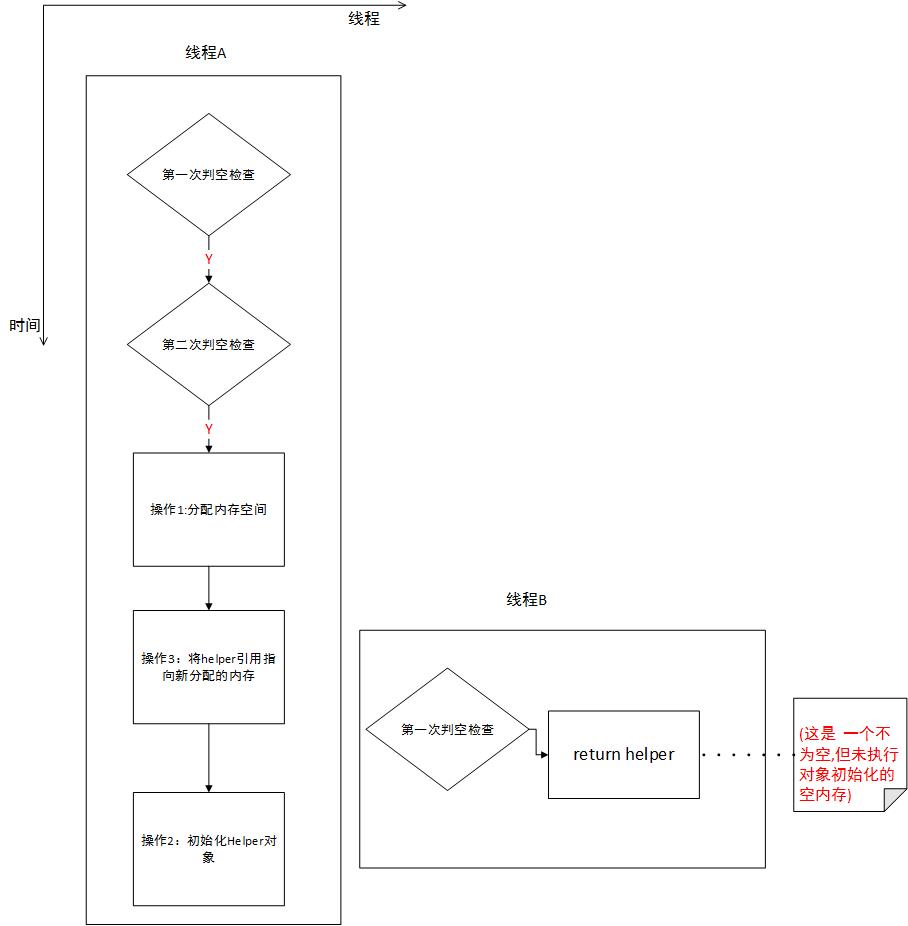 线程
线程A
第一次判空检查
Y
时间
第二次判空检查
Y
操作1:分配内存空间
操作3：将helper引用指
向新分配的内存
操作2：初始化Helper对
象
线程B
第一次判空检查
return helper
(这是 一个不
为空,但未执行
对象初始化的
空内存)